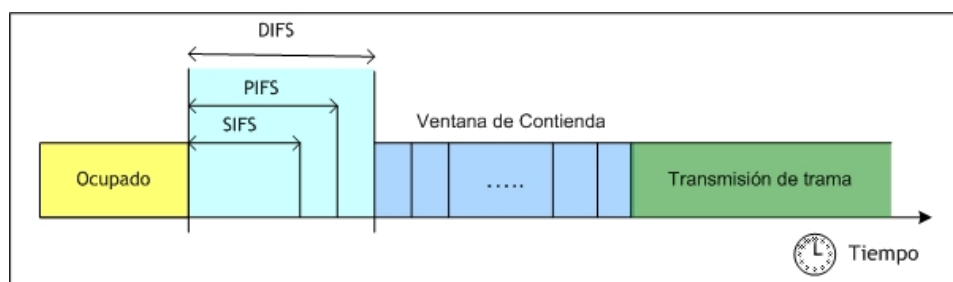 DIFS
PIFS
SIFS
Ventana de Contienda
Ocupado
.....
Transmisión de trama
Tiempo